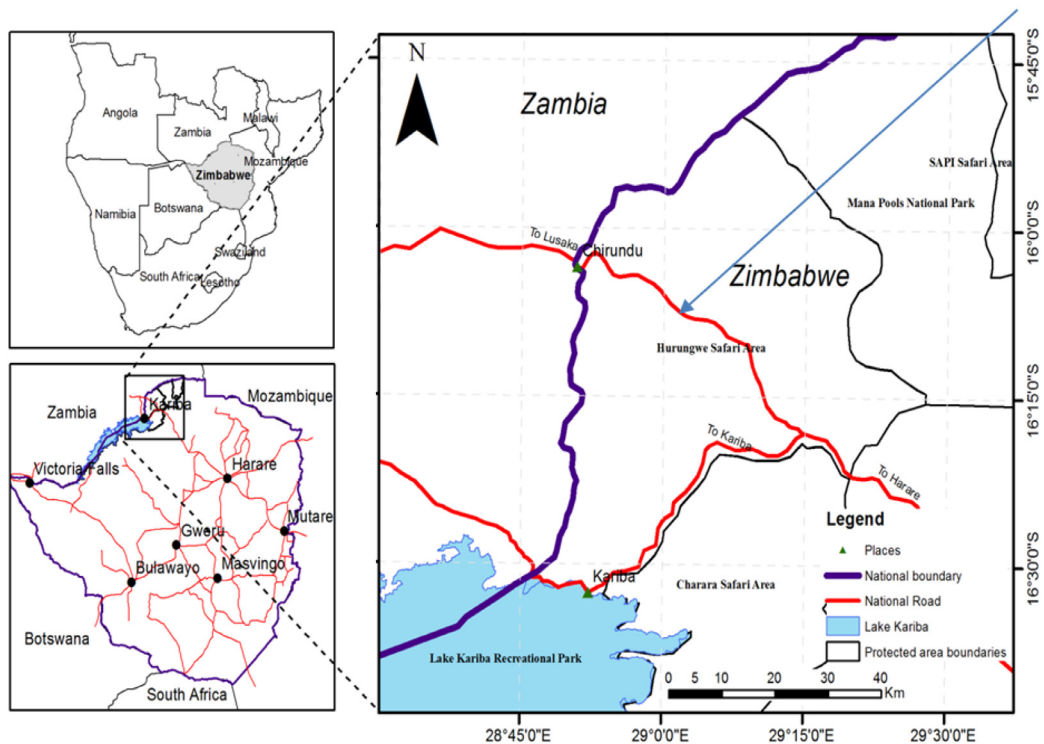 Angola
Zambia
Malawi
Mozambique
Zimbabwe
Namibia
Botswana
Swaziland
South Africa
Lesotho
Zambia
Kariba
Mozambique
Victoria Falls
Harare
Gweru
Mutare
Bulawayo
Masvingo
Botswana
South Africa
N
Zambia
SAPI Safari Area
Mana Pools National Park
To Lusaka
Chirundu
Zimbabwe
Hurungwe Safari Area
To Kariba
To Harare
Kariba
Charara Safari Area
Lake Kariba Recreational Park
Legend
Places
National boundary
National Road
Lake Kariba
Protected area boundaries
0 5 10 20 30 40
Km
15°45'0"S
16°0'0"S
16°15'0"S
16°30'0"S
28°45'0"E
29°0'0"E
29°15'0"E
29°30'0"E